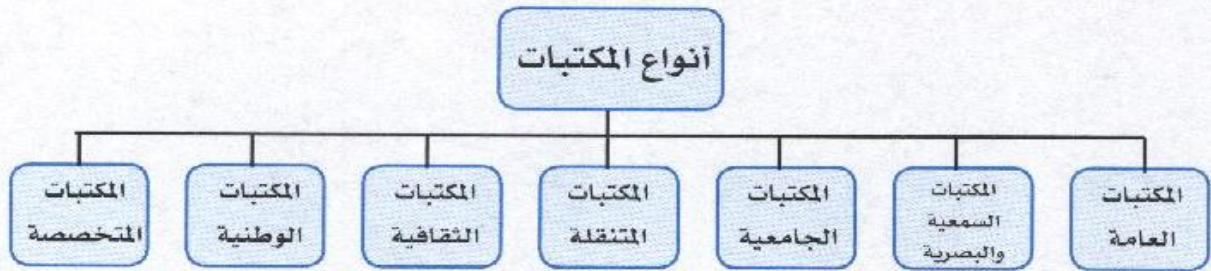 أنواع المكتبات
المكتبات
العامة
المكتبات
السمعية
والبصرية
المكتبات
الجامعية
المكتبات
المتنقلة
المكتبات
الثقافية
المكتبات
الوطنية
المكتبات
المتخصصة